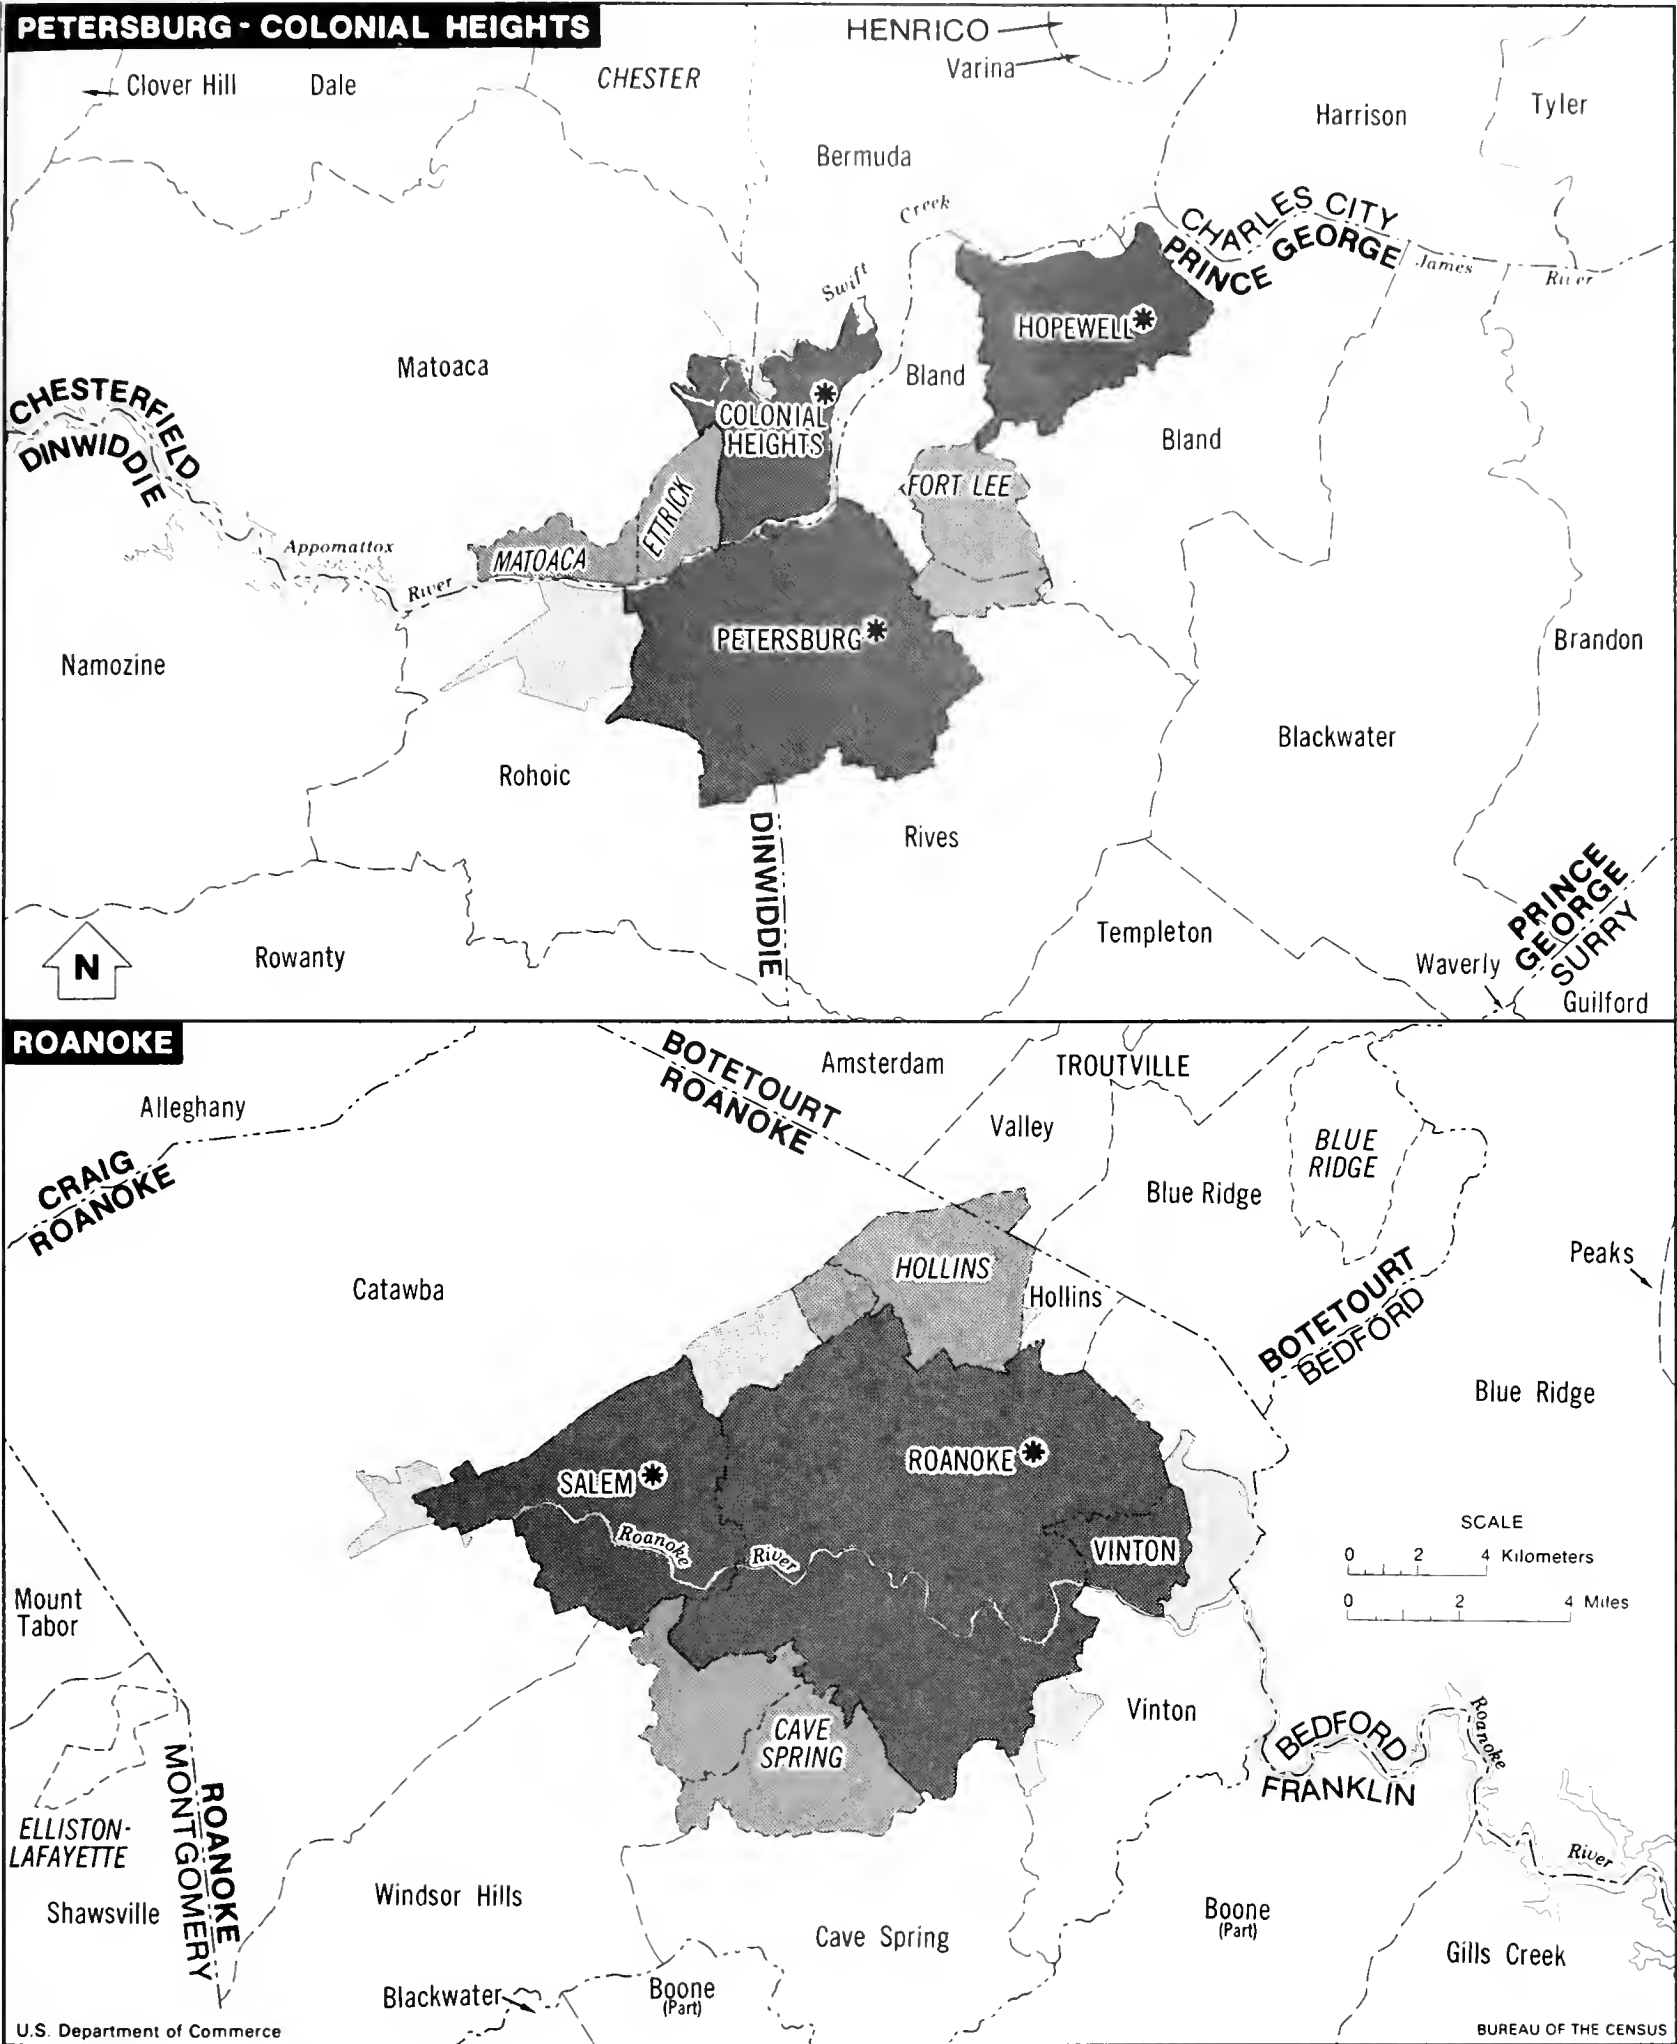 PETERSBURG - COLONIAL HEIGHTS
HENRICO
Varina
Clover Hill
Dale
CHESTER
Harrison
Tyler
Bermuda
Creek
Swift
CHARLES CITY
PRINCE GEORGE
James
River
HOPEWELL
Matoaca
Bland
COLONIAL
HEIGHTS
CHESTERFIELD
DINWIDDIE
Bland
FORT LEE
ETTRICK
MATOACA
Appomattox
River
PETERSBURG
Namozine
Brandon
Blackwater
Rohoic
DINWIDDIE
Rives
PRINCE
GEORGE
SURRY
Templeton
Rowanty
Waverly
Guilford
N
ROANOKE
BOTETOURT
ROANOKE
Amsterdam
TROUTVILLE
Alleghany
Valley
BLUE
RIDGE
CRAIG
ROANOKE
Blue Ridge
Peaks
HOLLINS
Catawba
Hollins
BOTETOURT
BEDFORD
Blue Ridge
ROANOKE
SALEM
Roanoke
River
VINTON
SCALE
0 2 4 Kilometers
0 2 4 Miles
Mount
Tabor
Vinton
CAVE
SPRING
BEDFORD
FRANKLIN
Roanoke
River
ROANOKE
MONTGOMERY
ELLISTON-
LAFAYETTE
Shawsville
Windsor Hills
Cave Spring
Boone
(Part)
Gills Creek
Blackwater
Boone
(Part)
U.S. Department of Commerce
BUREAU OF THE CENSUS